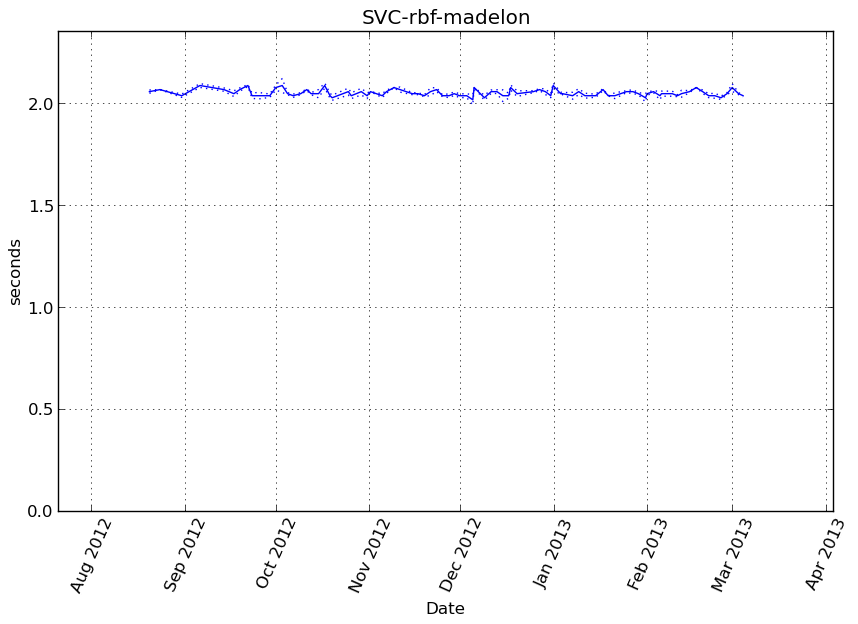 SVC-rbf-madelon
2.0
1.5
1.0
0.5
0.0
seconds
Aug 2012
Sep 2012
Oct 2012
Nov 2012
Dec 2012
Jan 2013
Feb 2013
Mar 2013
Apr 2013
Date